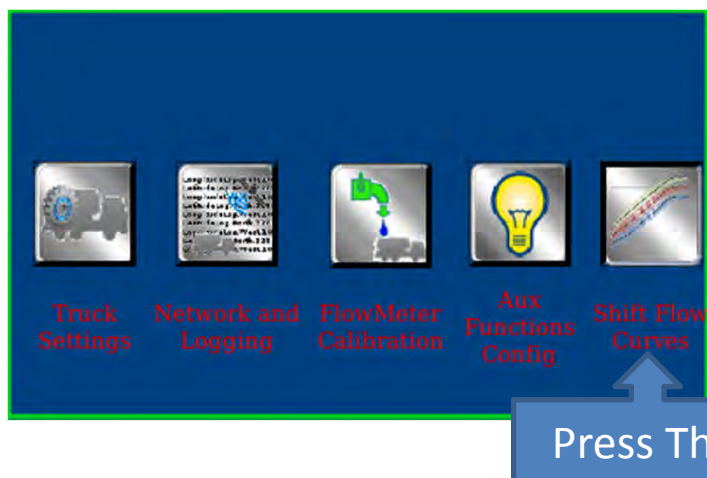 Truck Settings
Network and Logging
FlowMeter Calibration
Aux Functions Config
Shift Flow Curves
Press Th